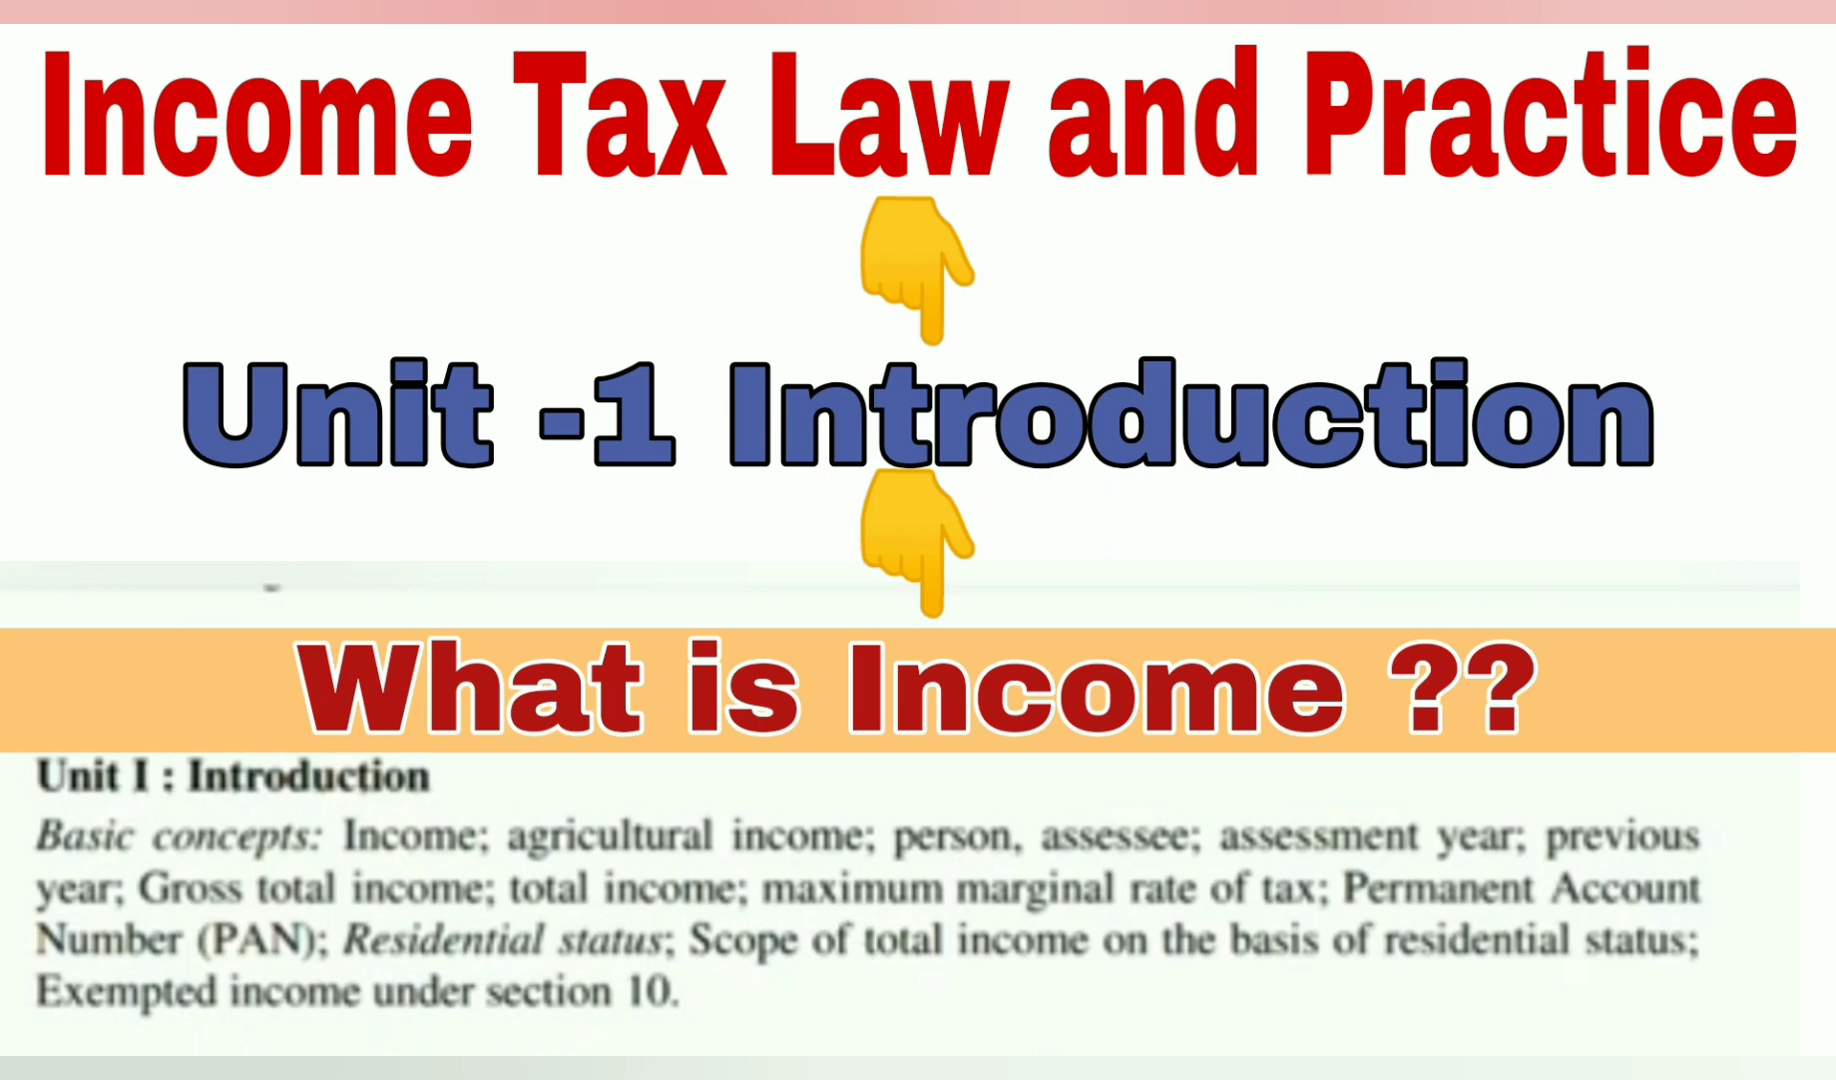 Income Tax Law and Practice
Unit -1 Introduction
What is Income ??
Unit I : Introduction
Basic concepts: Income; agricultural income; person, assessee; assessment year; previous
year; Gross total income; total income; maximum marginal rate of tax; Permanent Account
Number (PAN); Residential status; Scope of total income on the basis of residential status;
Exempted income under section 10.